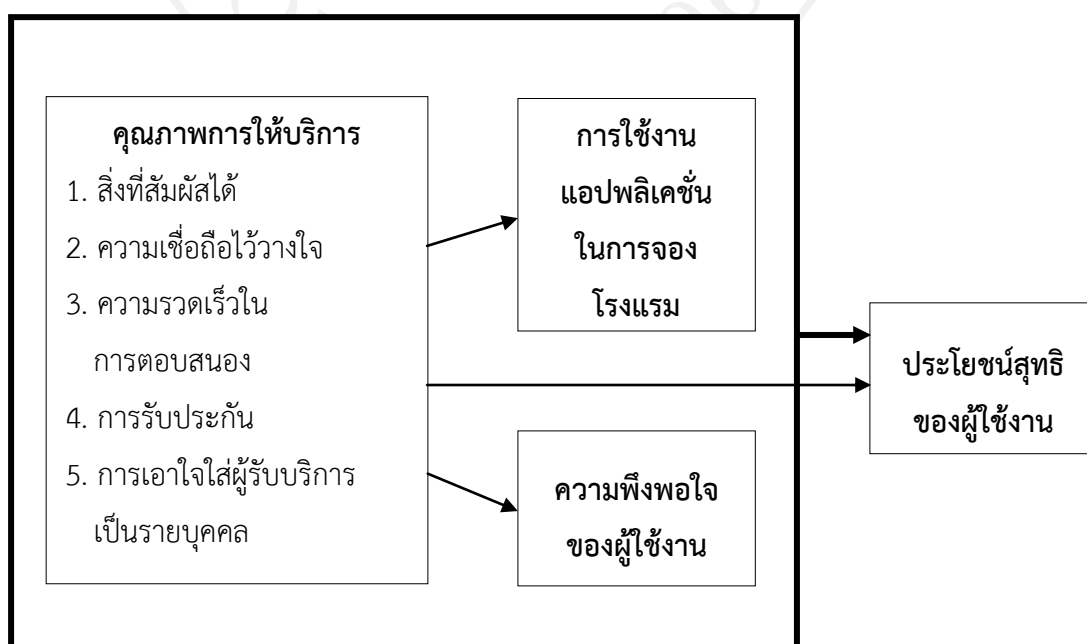 คุณภาพการให้บริการ
1. สิ่งที่สัมผัสได้
2. ความเชื่อถือไว้วางใจ
3. ความรวดเร็วใน
การตอบสนอง
4. การรับประกัน
5. การเอาใจใส่ผู้รับบริการ
เป็นรายบุคคล
การใช้งาน
แอปพลิเคชั่น
ในการจอง
โรงแรม
ความพึงพอใจ
ของผู้ใช้งาน
ประโยชน์สุทธิ
ของผู้ใช้งาน